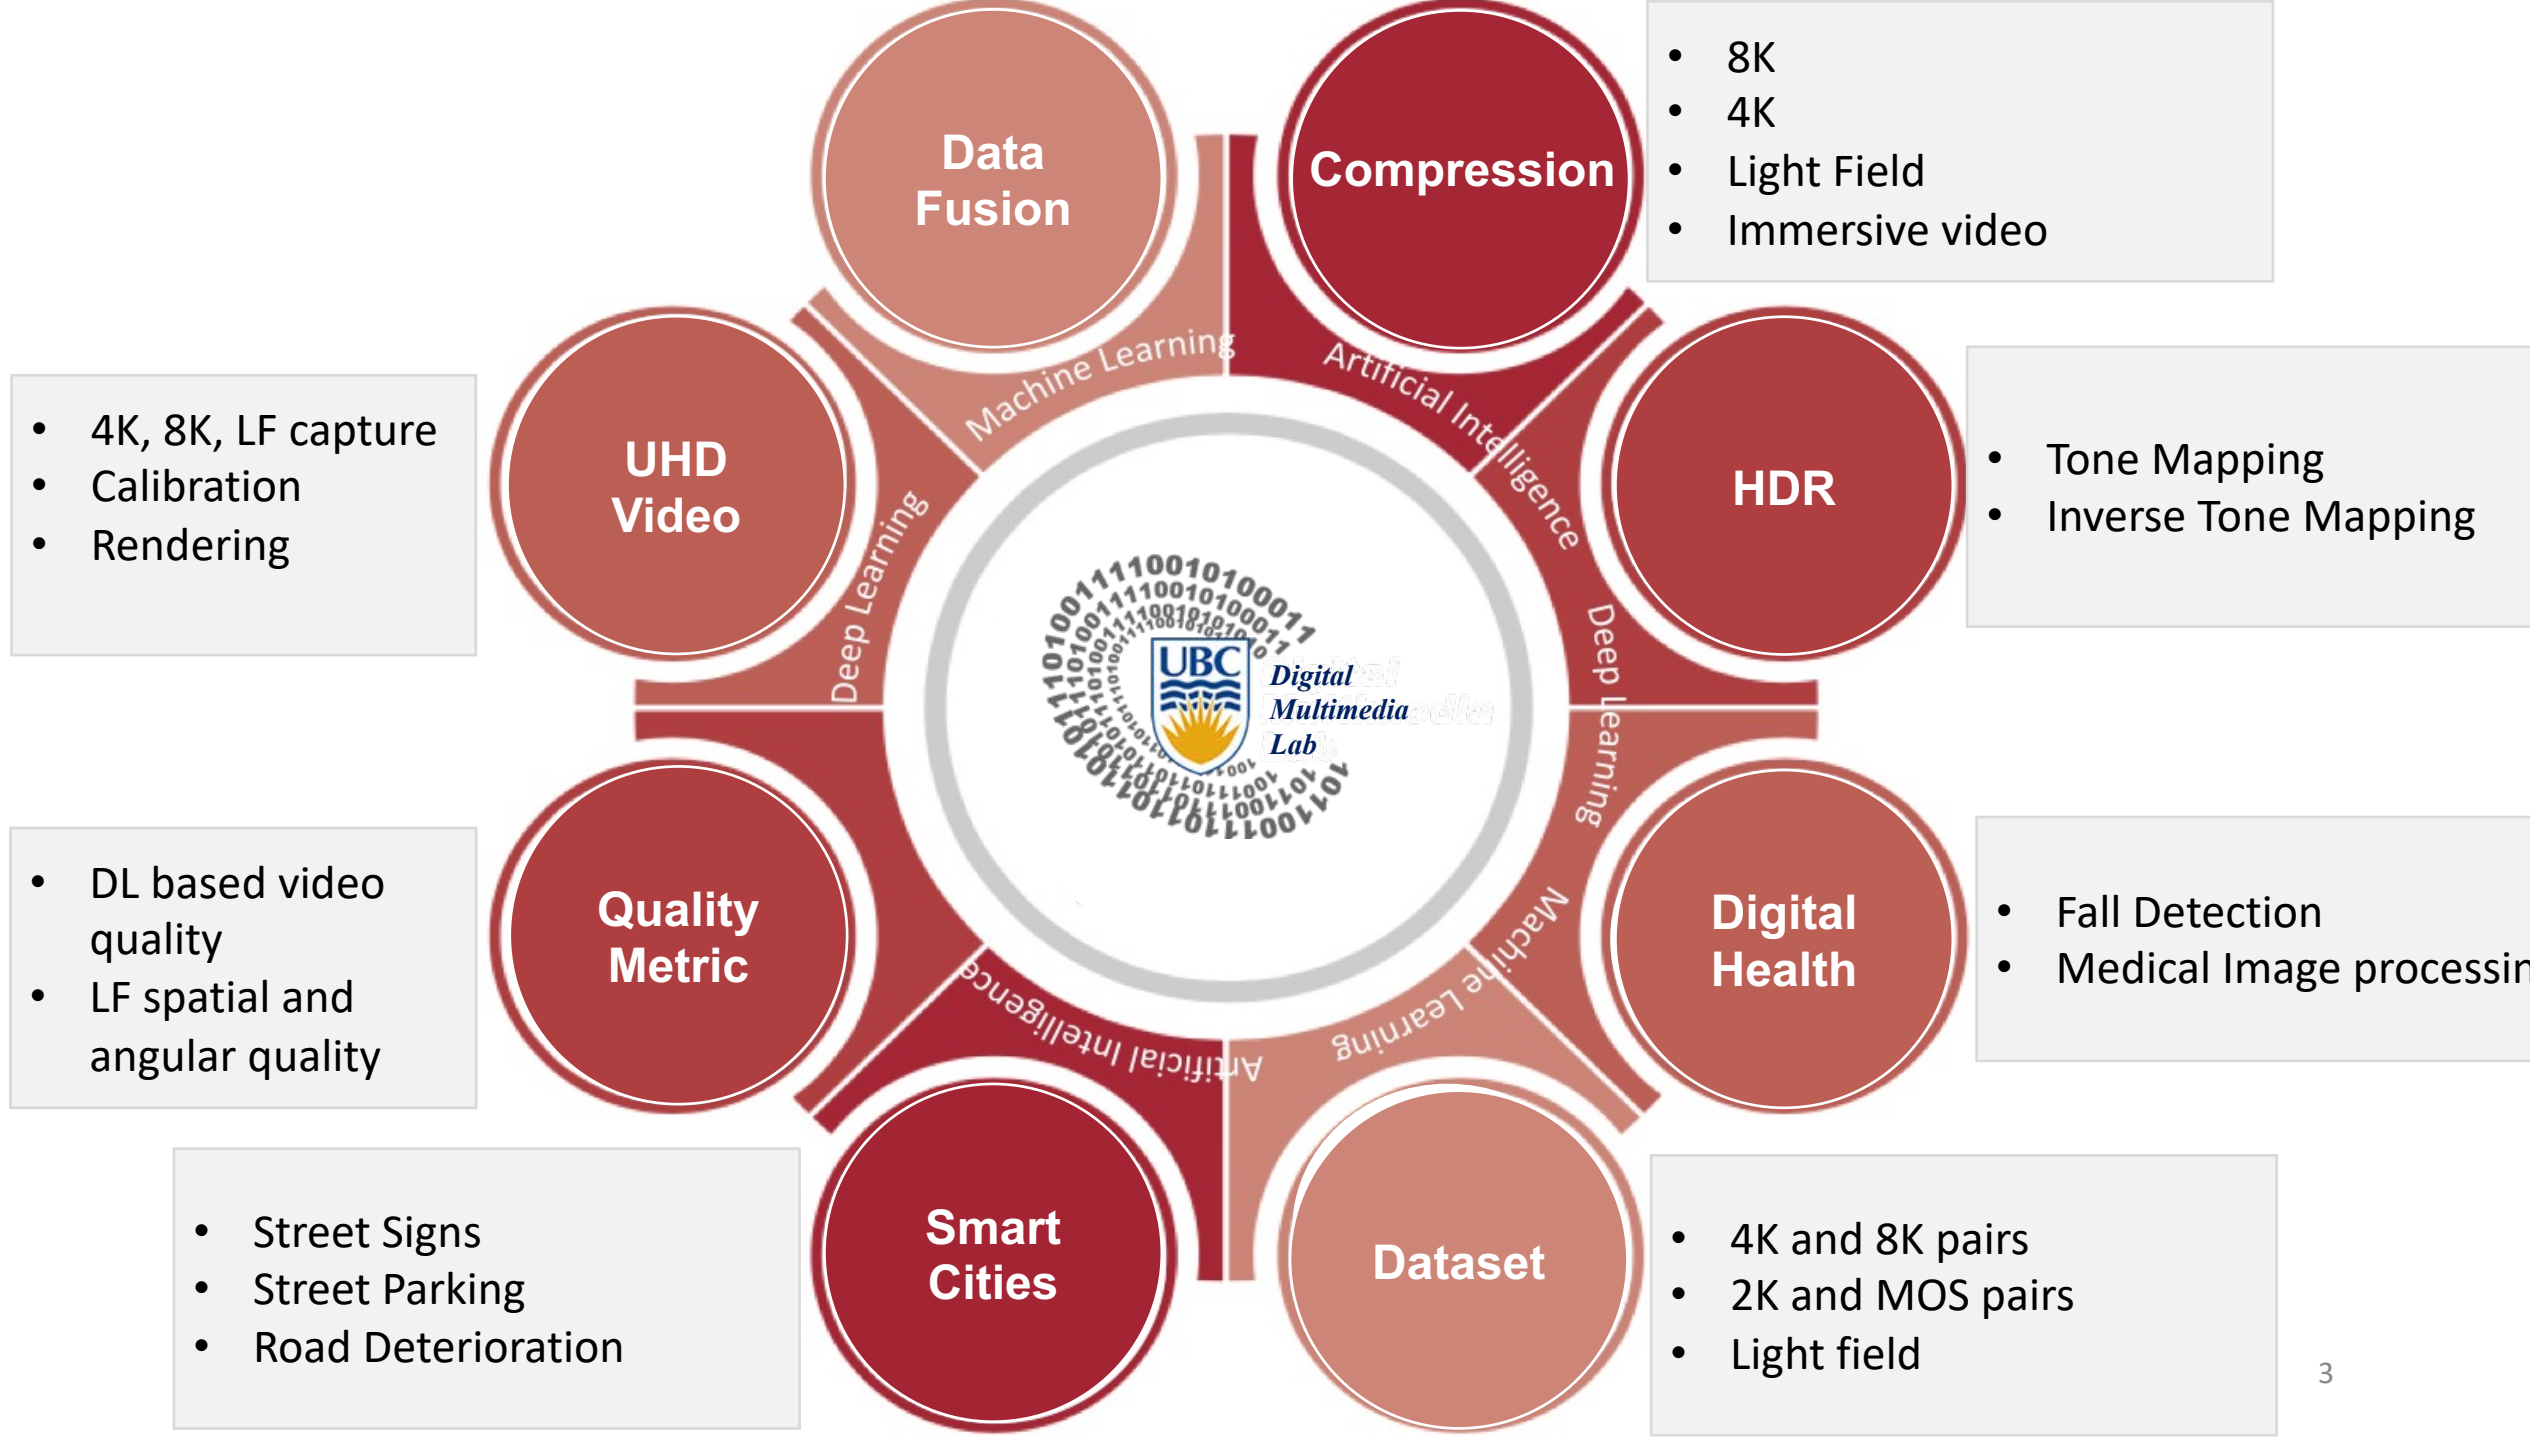 Data
Fusion
Compression
• 8K
• 4K
• Light Field
• Immersive video
Machine Learning
Artificial Intelligence
UHD
Video
• 4K, 8K, LF capture
• Calibration
• Rendering
Deep Learning
HDR
• Tone Mapping
• Inverse Tone Mapping
Deep Learning
UBC
Digital
Multimedia
Lab
Quality
Metric
• DL based video
quality
• LF spatial and
angular quality
Digital
Health
• Fall Detection
• Medical Image processin
Machine Learning
Artificial Intelligence
Smart
Cities
• Street Signs
• Street Parking
• Road Deterioration
Dataset
• 4K and 8K pairs
• 2K and MOS pairs
• Light field
3